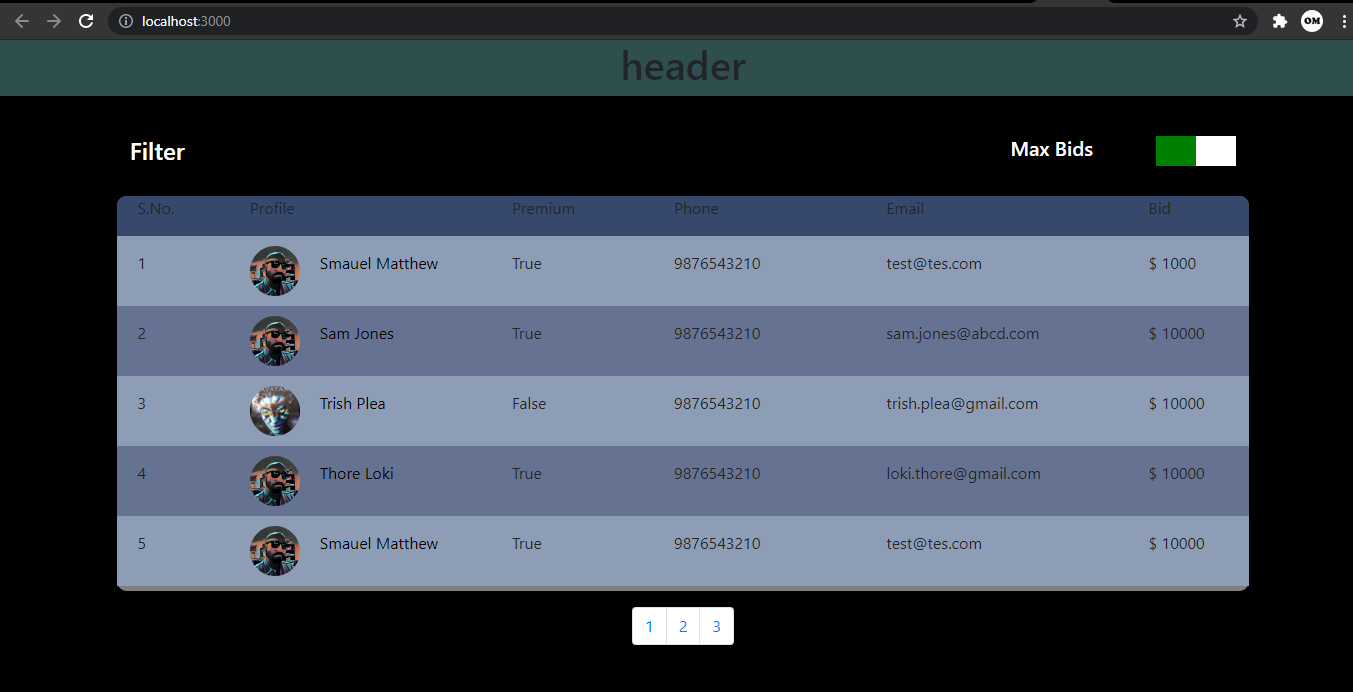 localhost:3000
OM
header
Filter Max Bids
S.No. Profile Premium Phone Email Bid
1 Smauel Matthew True 9876543210 test@tes.com $ 1000
2 Sam Jones True 9876543210 sam.jones@abcd.com $ 10000
3 Trish Plea False 9876543210 trish.plea@gmail.com $ 10000
4 Thore Loki True 9876543210 loki.thore@gmail.com $ 10000
5 Smauel Matthew True 9876543210 test@tes.com $ 10000
1 2 3